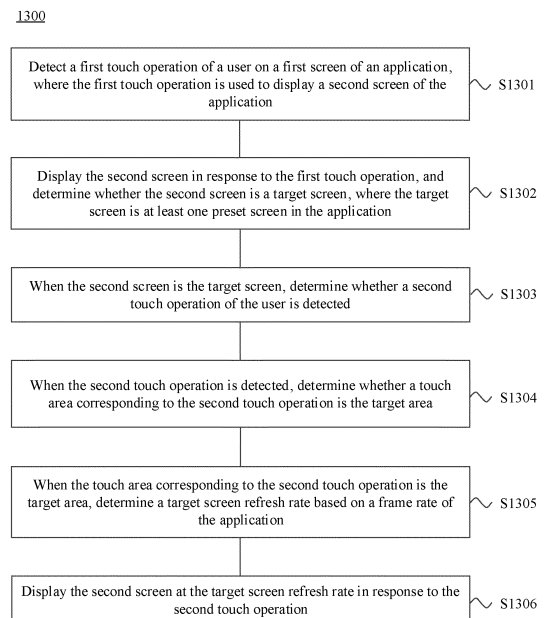 1300
Detect a first touch operation of a user on a first screen of an application,
where the first touch operation is used to display a second screen of the
application
S1301
Display the second screen in response to the first touch operation, and
determine whether the second screen is a target screen, where the target
screen is at least one preset screen in the application
S1302
When the second screen is the target screen, determine whether a second
touch operation of the user is detected
S1303
When the second touch operation is detected, determine whether a touch
area corresponding to the second touch operation is the target area
S1304
When the touch area corresponding to the second touch operation is the
target area, determine a target screen refresh rate based on a frame rate of
the application
S1305
Display the second screen at the target screen refresh rate in response to the
second touch operation
S1306